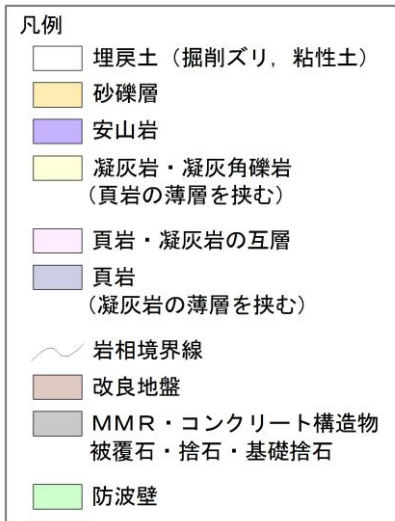 凡例
埋戻土（掘削ズリ，粘性土）
砂礫層
安山岩
凝灰岩・凝灰角礫岩
(頁岩の薄層を挟む)
頁岩・凝灰岩の互層
頁岩
(凝灰岩の薄層を挟む)
岩相境界線
改良地盤
ＭＭＲ・コンクリート構造物
被覆石・捨石・基礎捨石
防波壁